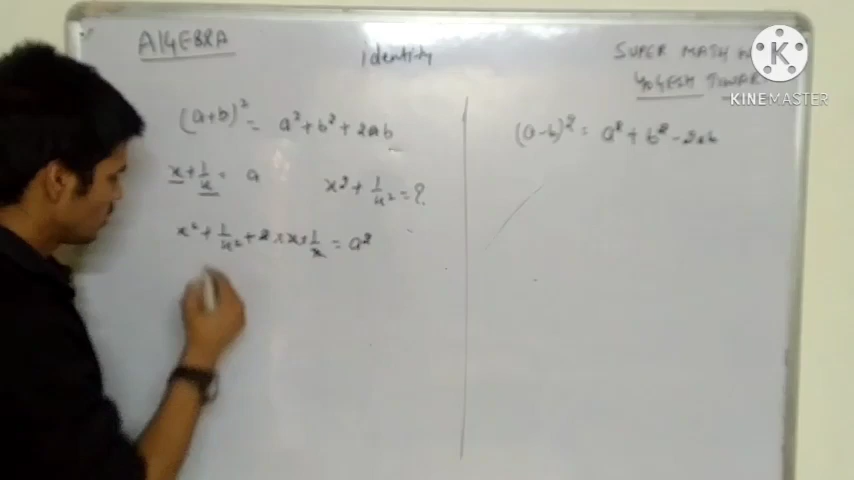 ALGEBRA
identity
SUPER MATH
YOGESH TIWARI
KINEMASTER
(a+b)² = a² + b² + 2ab
(a-b)² = a² + b² - 2ab
x + 1/x = a
x² + 1/x² = ?
x² + 1/x² + 2 × x × 1/x = a²